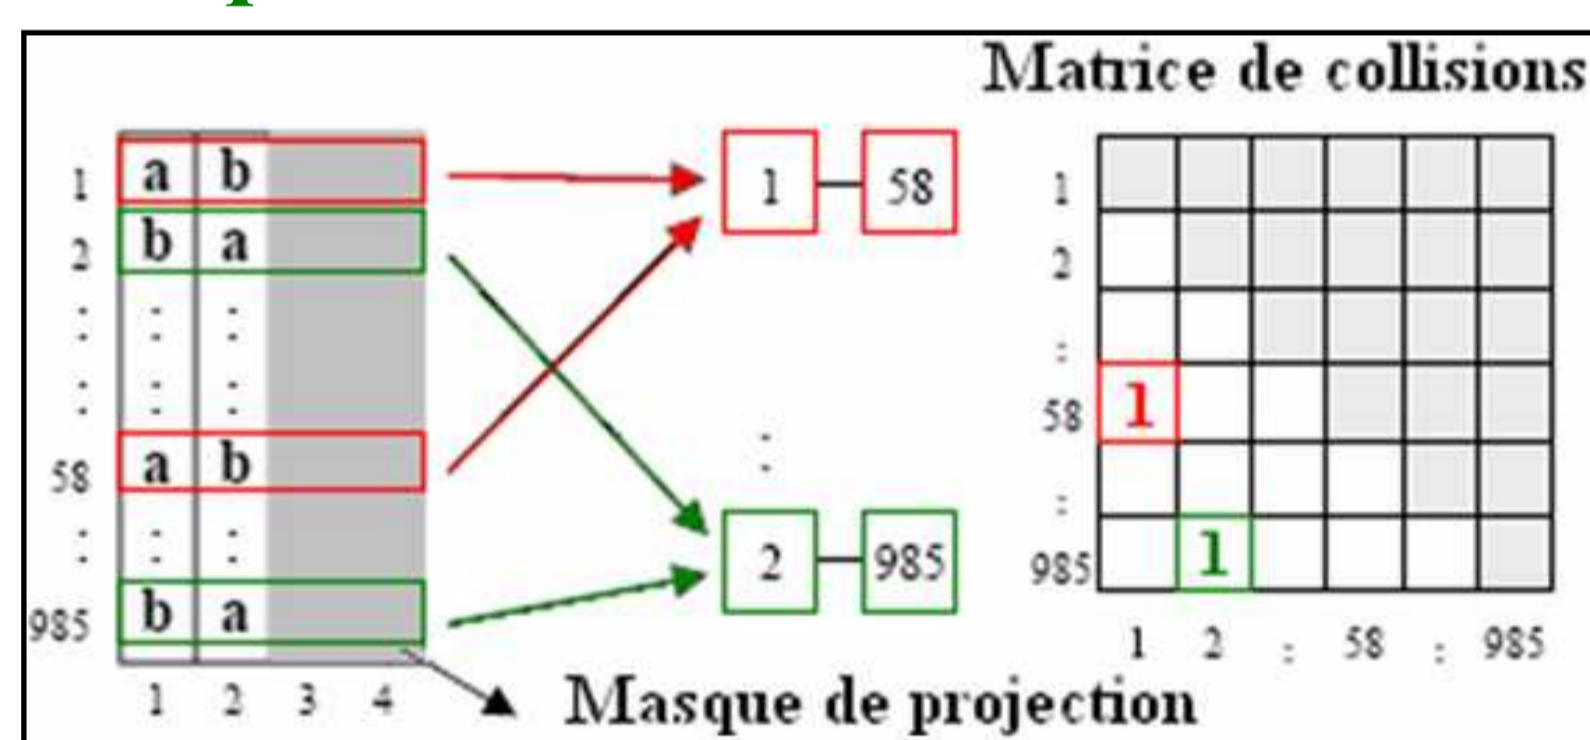 Matrice de collisions
1 a b
2 b a
: : :
: : :
58 a b
: : :
985 b a
1 2 3 4
1 58
:
2 985
Masque de projection
1
2
:
58 1
:
985 1
1 2 : 58 : 985